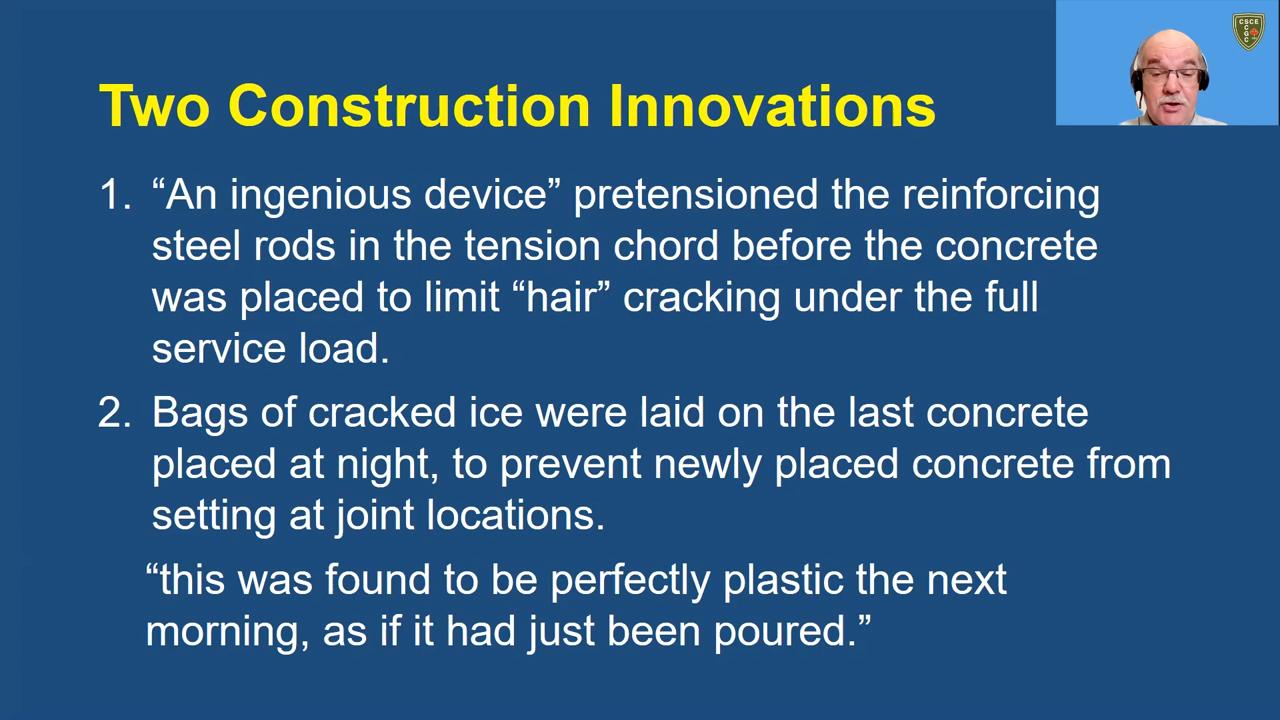 CSCE
CGC
Two Construction Innovations
1. “An ingenious device” pretensioned the reinforcing
steel rods in the tension chord before the concrete
was placed to limit “hair” cracking under the full
service load.
2. Bags of cracked ice were laid on the last concrete
placed at night, to prevent newly placed concrete from
setting at joint locations.
“this was found to be perfectly plastic the next
morning, as if it had just been poured.”